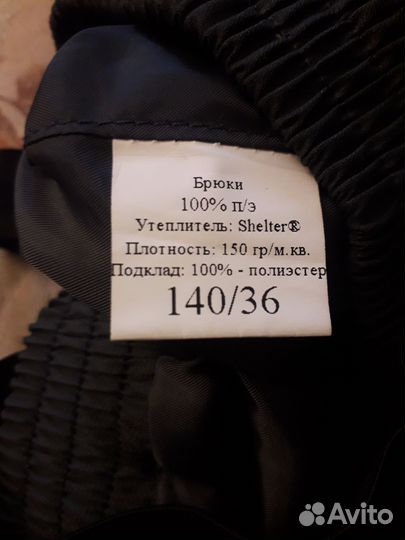 Брюки
100% п/э
Утеплитель: Shelter®
Плотность: 150 гр/м.кв.
Подклад: 100% - полиэстер
140/36
Avito